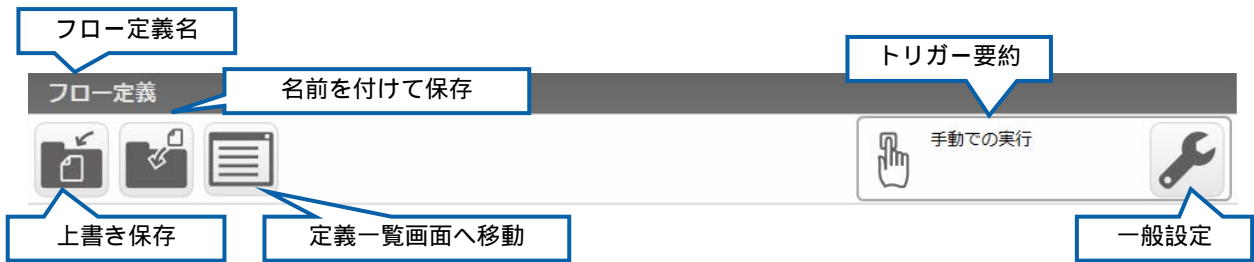 フロー定義名
トリガー要約
フロー定義
名前を付けて保存
手動での実行
上書き保存
定義一覧画面へ移動
一般設定